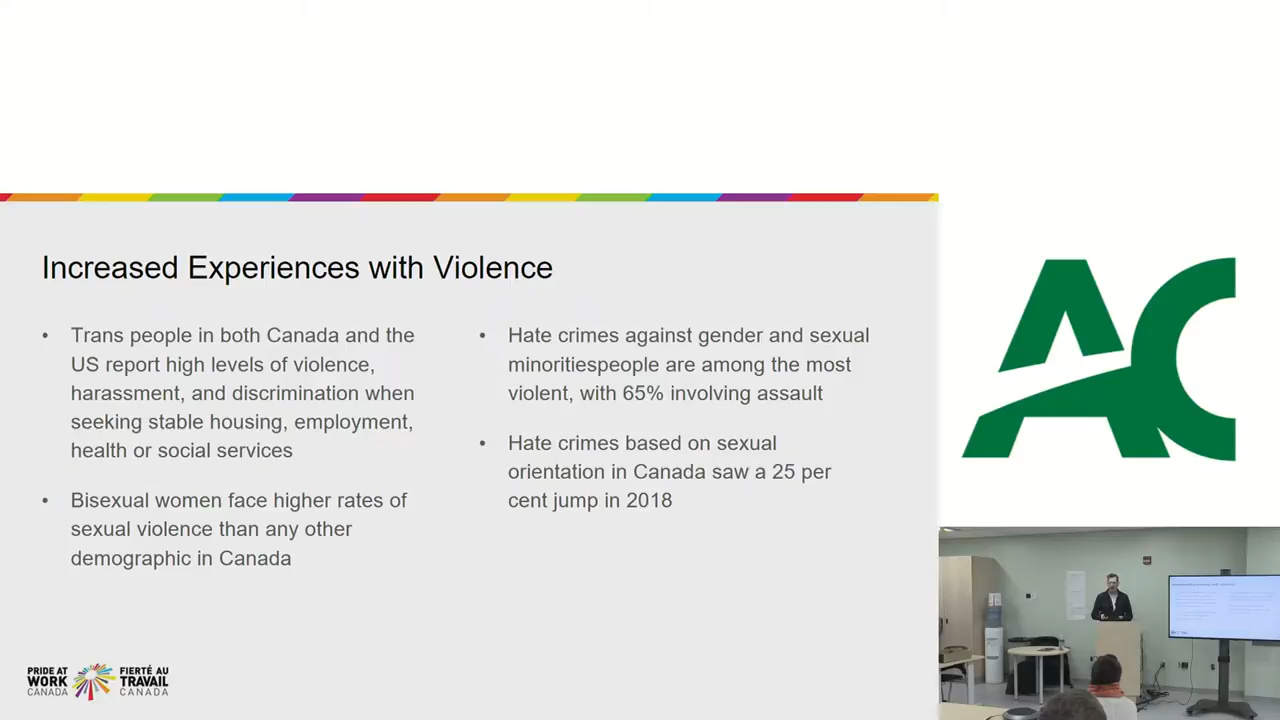 Increased Experiences with Violence
• Trans people in both Canada and the
US report high levels of violence,
harassment, and discrimination when
seeking stable housing, employment,
health or social services
• Bisexual women face higher rates of
sexual violence than any other
demographic in Canada
• Hate crimes against gender and sexual
minoritiespeople are among the most
violent, with 65% involving assault
• Hate crimes based on sexual
orientation in Canada saw a 25 per
cent jump in 2018
PRIDE AT
WORK
CANADA
FIERTÉ AU
TRAVAIL
CANADA
AC